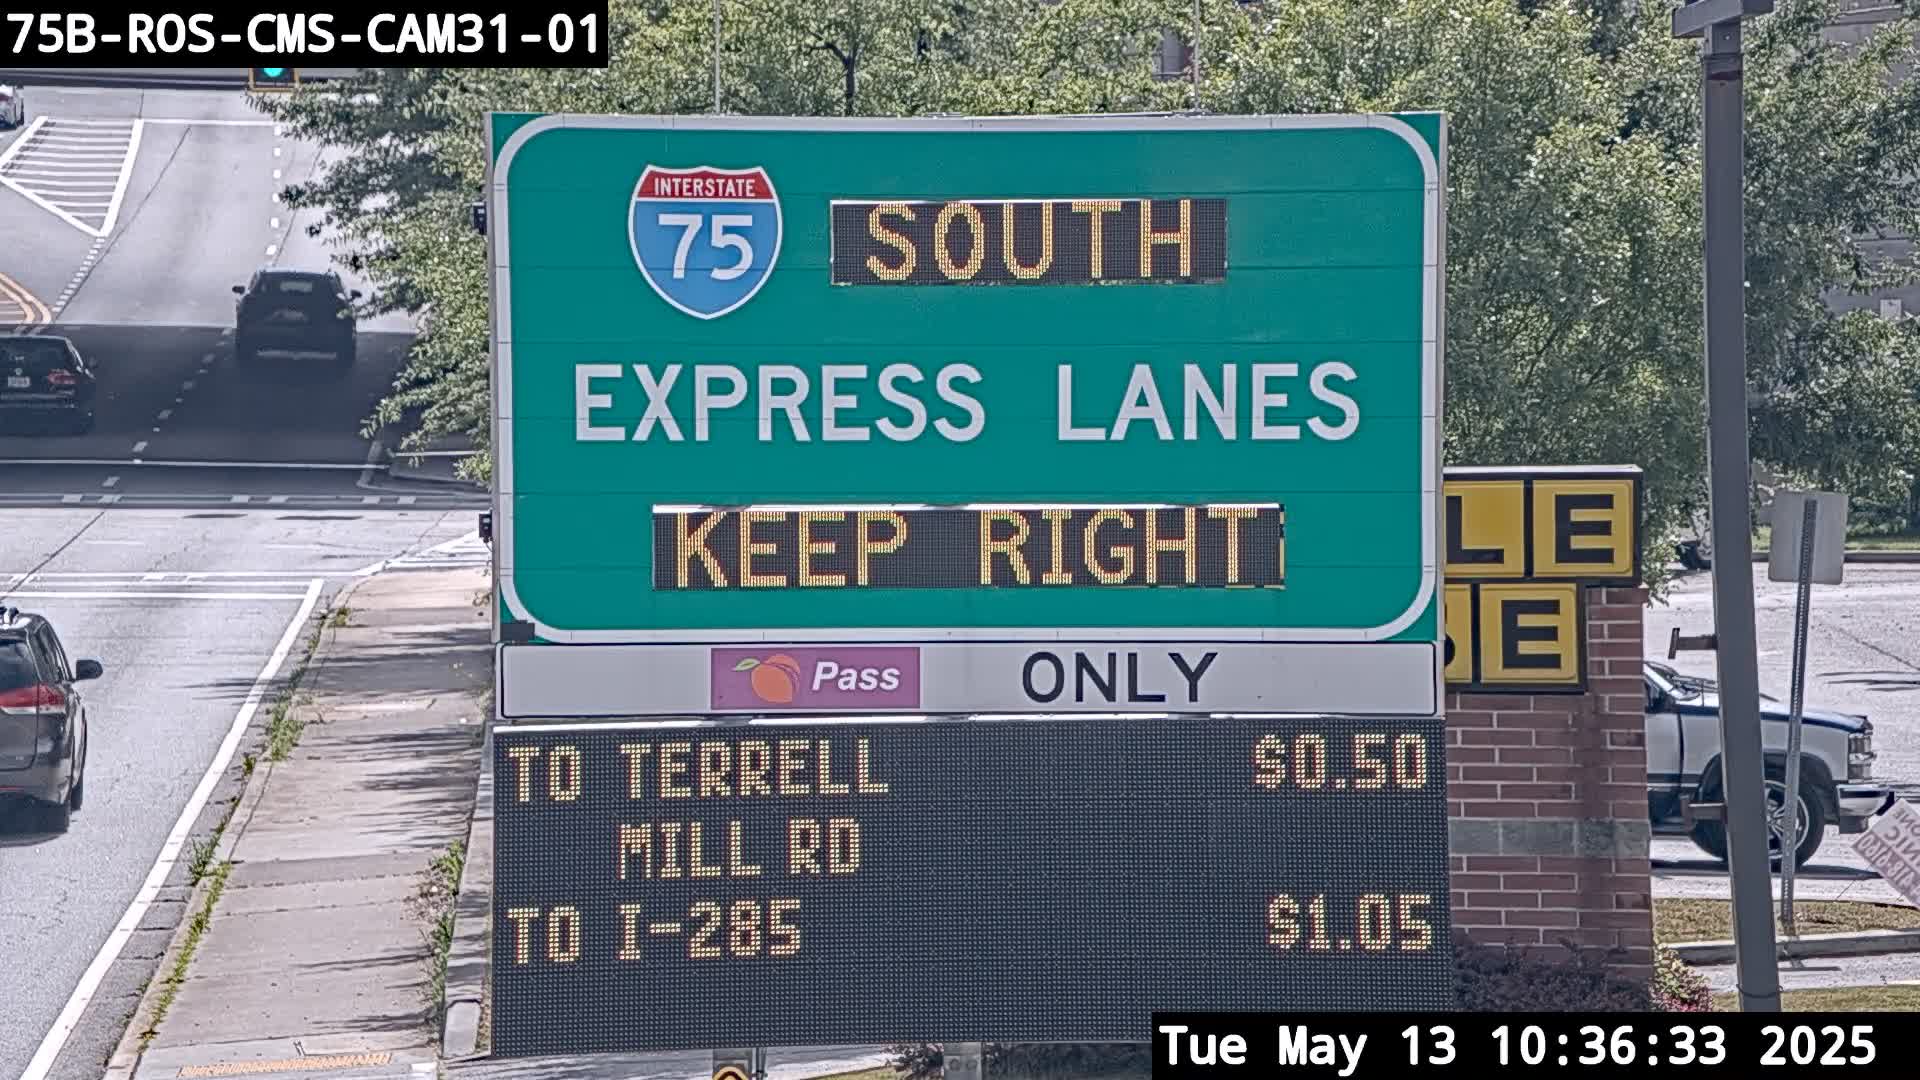 75B-ROS-CMS-CAM31-01
INTERSTATE
75
SOUTH
EXPRESS LANES
KEEP RIGHT
LE
E
Pass ONLY
TO TERRELL $0.50
MILL RD
TO I-285 $1.05
Tue May 13 10:36:33 2025